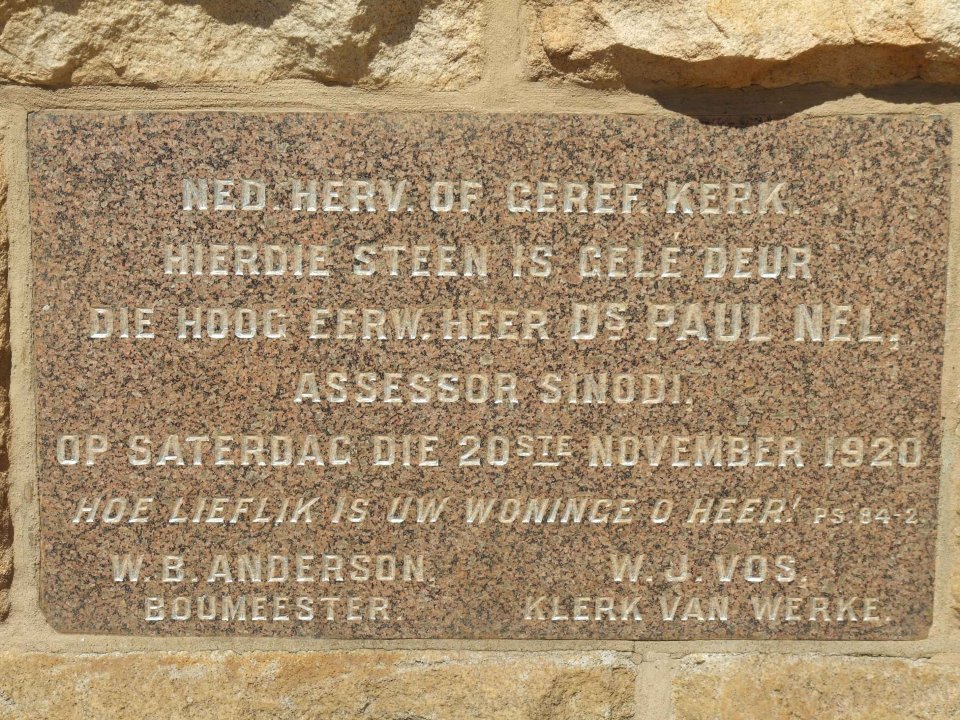 NED. HERV. OF GEREF. KERK.
HIERDIE STEEN IS GELÊ DEUR
DIE HOOG EERW. HEER DS PAUL NEL,
ASSESSOR SINODI.
OP SATERDAG DIE 20STE NOVEMBER 1920.
HOE LIEFLIK IS UW WONINGE O HEER! PS. 84-2.
W. B. ANDERSON. W. J. VOS,
BOUMEESTER. KLERK VAN WERKE.